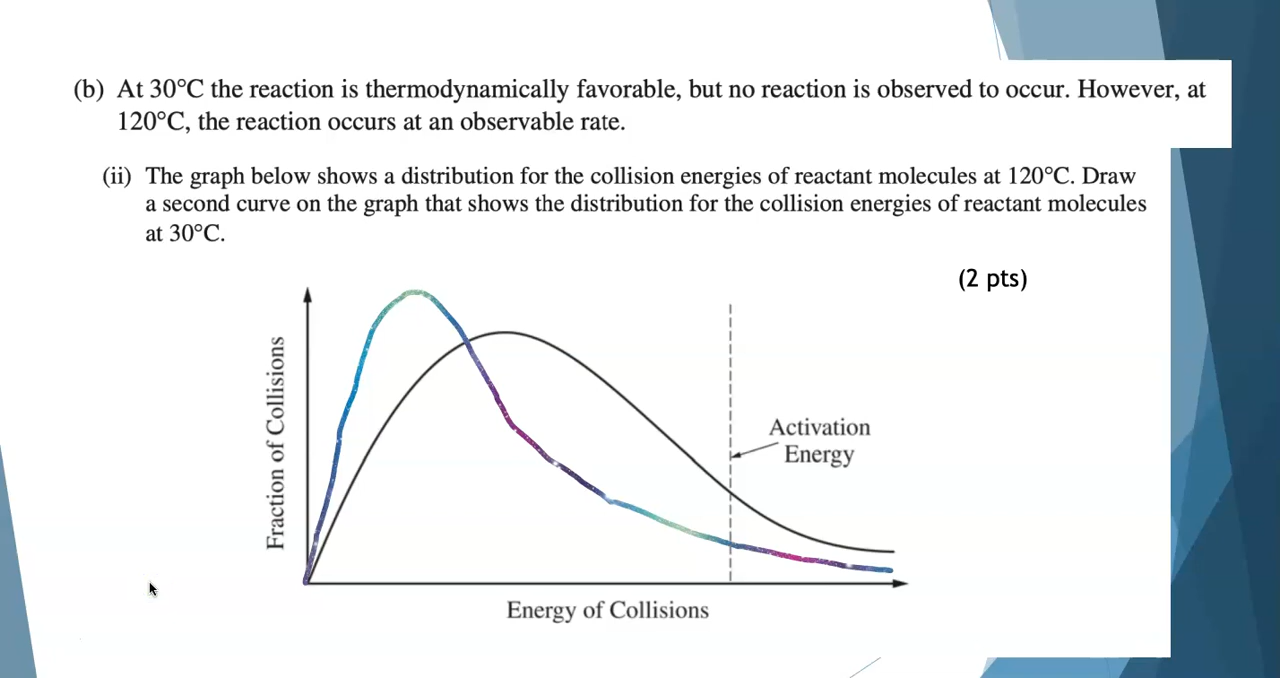 (b) At 30°C the reaction is thermodynamically favorable, but no reaction is observed to occur. However, at
120°C, the reaction occurs at an observable rate.
(ii) The graph below shows a distribution for the collision energies of reactant molecules at 120°C. Draw
a second curve on the graph that shows the distribution for the collision energies of reactant molecules
at 30°C.
(2 pts)
Fraction of Collisions
Activation
Energy
Energy of Collisions